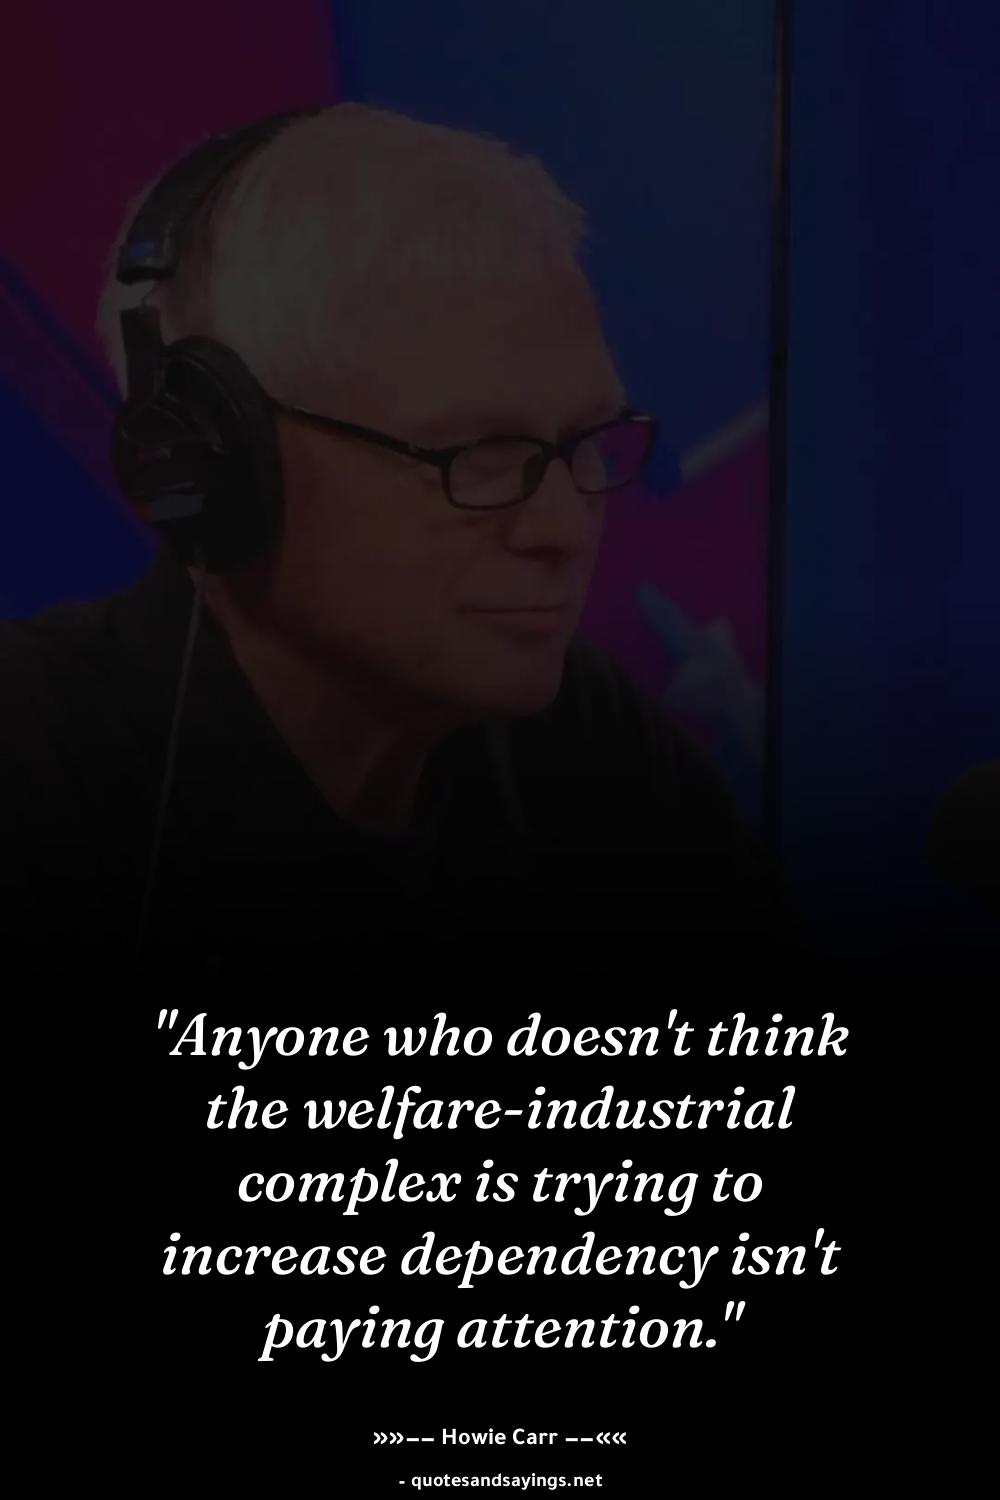 "Anyone who doesn't think
the welfare-industrial
complex is trying to
increase dependency isn't
paying attention."
»»—— Howie Carr ——««
- quotesandsayings.net